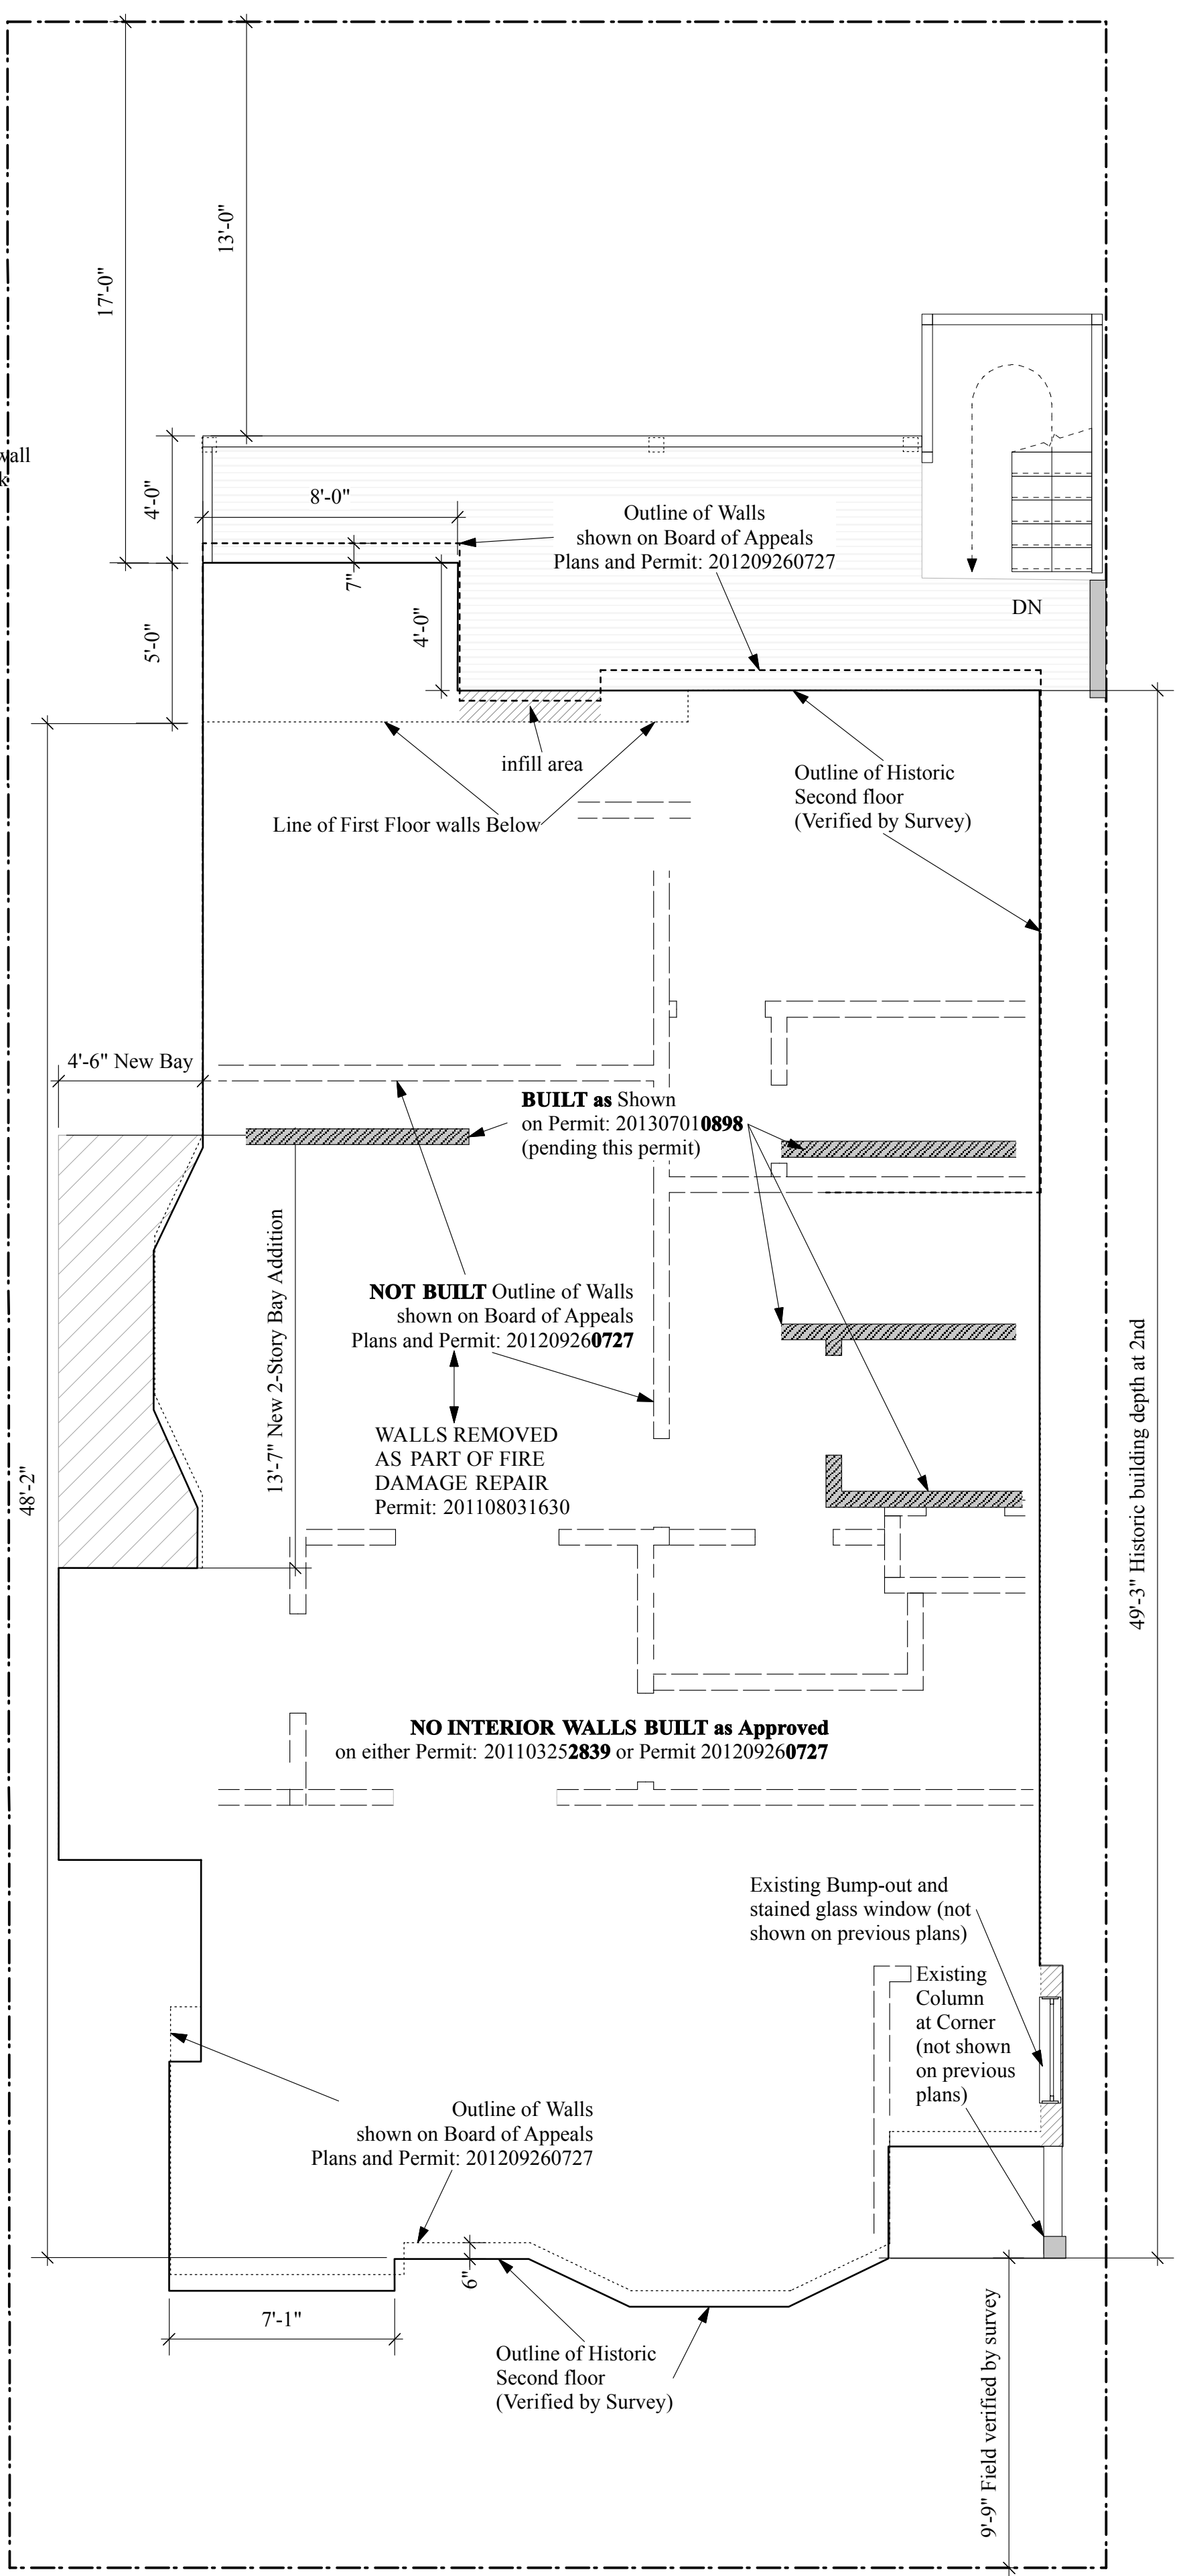 13'-0"
17'-0"
wall
k
4'-0"
8'-0"
Outline of Walls
shown on Board of Appeals
Plans and Permit: 201209260727
7"
DN
5'-0"
4'-0"
infill area
Outline of Historic
Second floor
(Verified by Survey)
Line of First Floor walls Below
4'-6" New Bay
BUILT as Shown
on Permit: 201307010898
(pending this permit)
13'-7" New 2-Story Bay Addition
NOT BUILT Outline of Walls
shown on Board of Appeals
Plans and Permit: 201209260727
49'-3" Historic building depth at 2nd
WALLS REMOVED
AS PART OF FIRE
DAMAGE REPAIR
Permit: 201108031630
48'-2"
NO INTERIOR WALLS BUILT as Approved
on either Permit: 201103252839 or Permit 201209260727
Existing Bump-out and
stained glass window (not
shown on previous plans)
Existing
Column
at Corner
(not shown
on previous
plans)
Outline of Walls
shown on Board of Appeals
Plans and Permit: 201209260727
6"
7'-1"
Outline of Historic
Second floor
(Verified by Survey)
9'-9" Field verified by survey